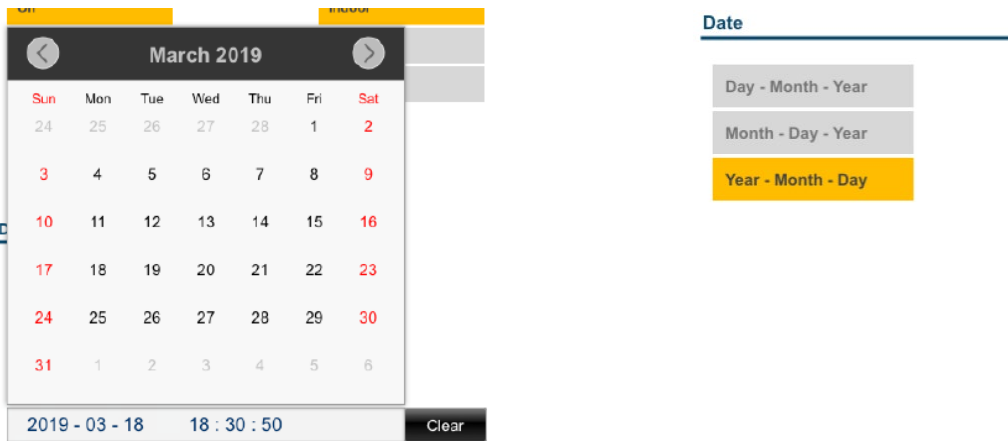 On
Indoor
March 2019
Sun Mon Tue Wed Thu Fri Sat
24 25 26 27 28 1 2
3 4 5 6 7 8 9
10 11 12 13 14 15 16
17 18 19 20 21 22 23
24 25 26 27 28 29 30
31 1 2 3 4 5 6
2019 - 03 - 18 18 : 30 : 50 Clear
Date
Day - Month - Year
Month - Day - Year
Year - Month - Day